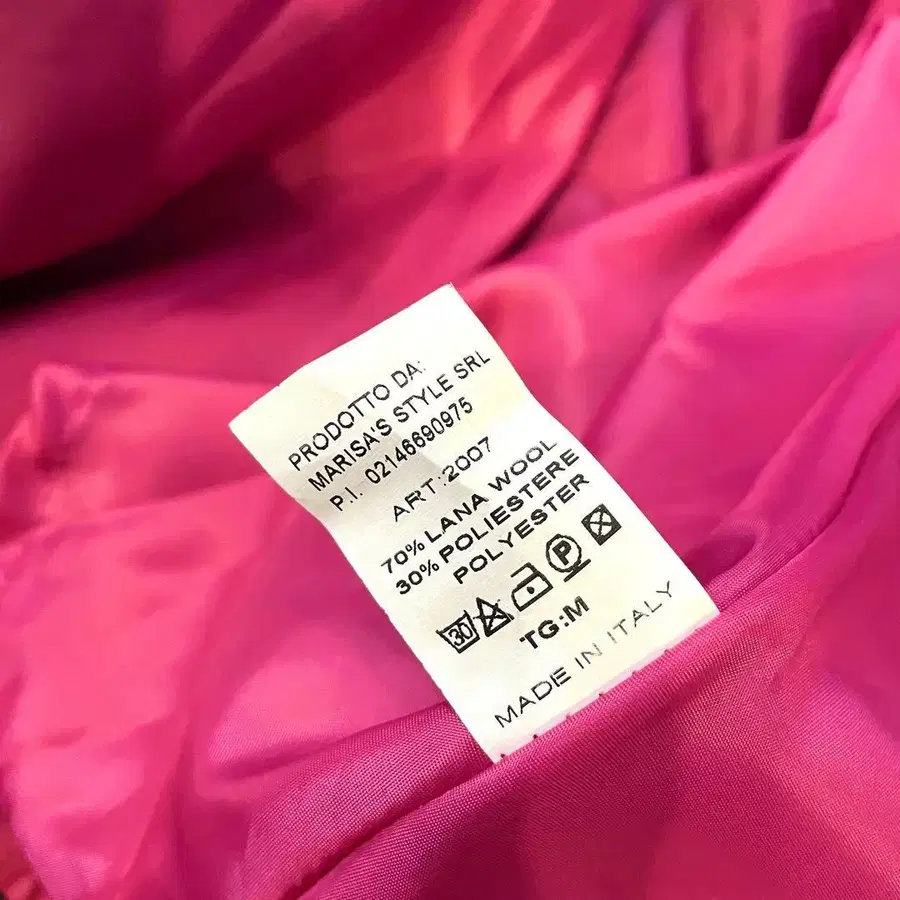 PRODOTTO DA:
MARISA'S STYLE SRL
P.I. 02146690975
ART:2007
70% LANA WOOL
30% POLIESTERE
POLYESTER
30 P
TG:M
MADE IN ITALY